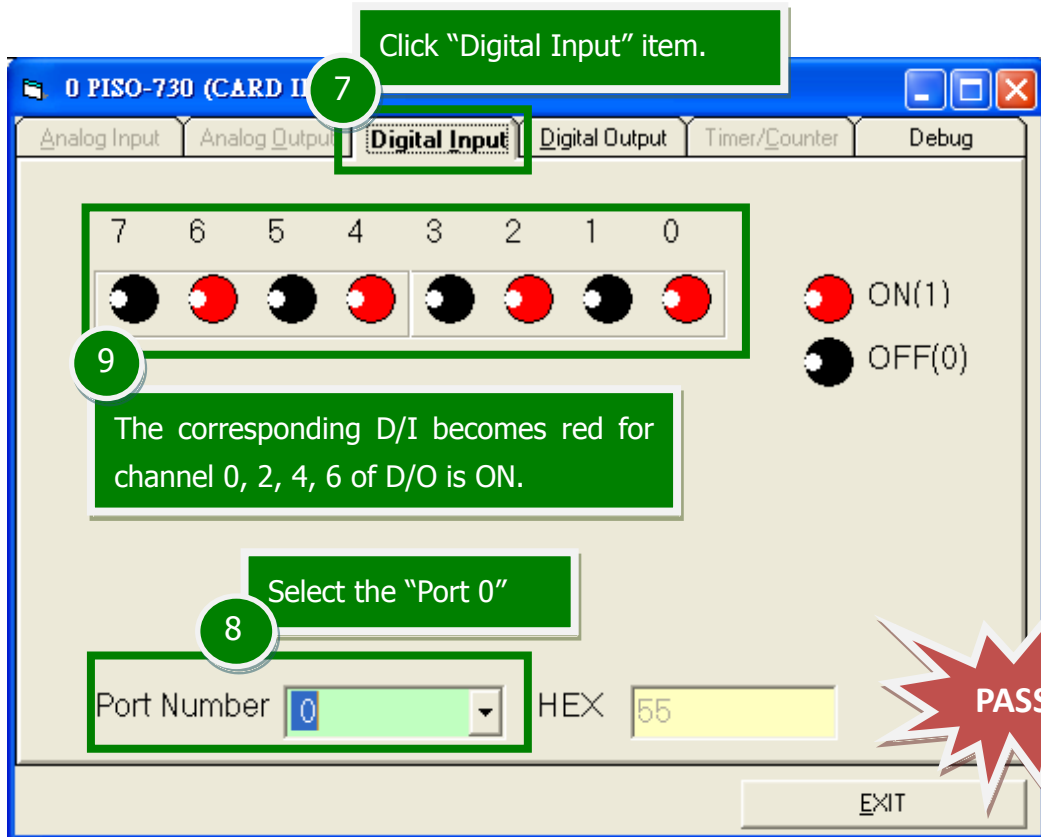 Click “Digital Input” item.
7
0 PISO-730 (CARD
Analog Input Analog Output Digital Input Digital Output Timer/Counter Debug
7 6 5 4 3 2 1 0
ON(1)
OFF(0)
9
The corresponding D/I becomes red for
channel 0, 2, 4, 6 of D/O is ON.
Select the “Port 0”
8
Port Number 0 HEX 55
PASS
EXIT